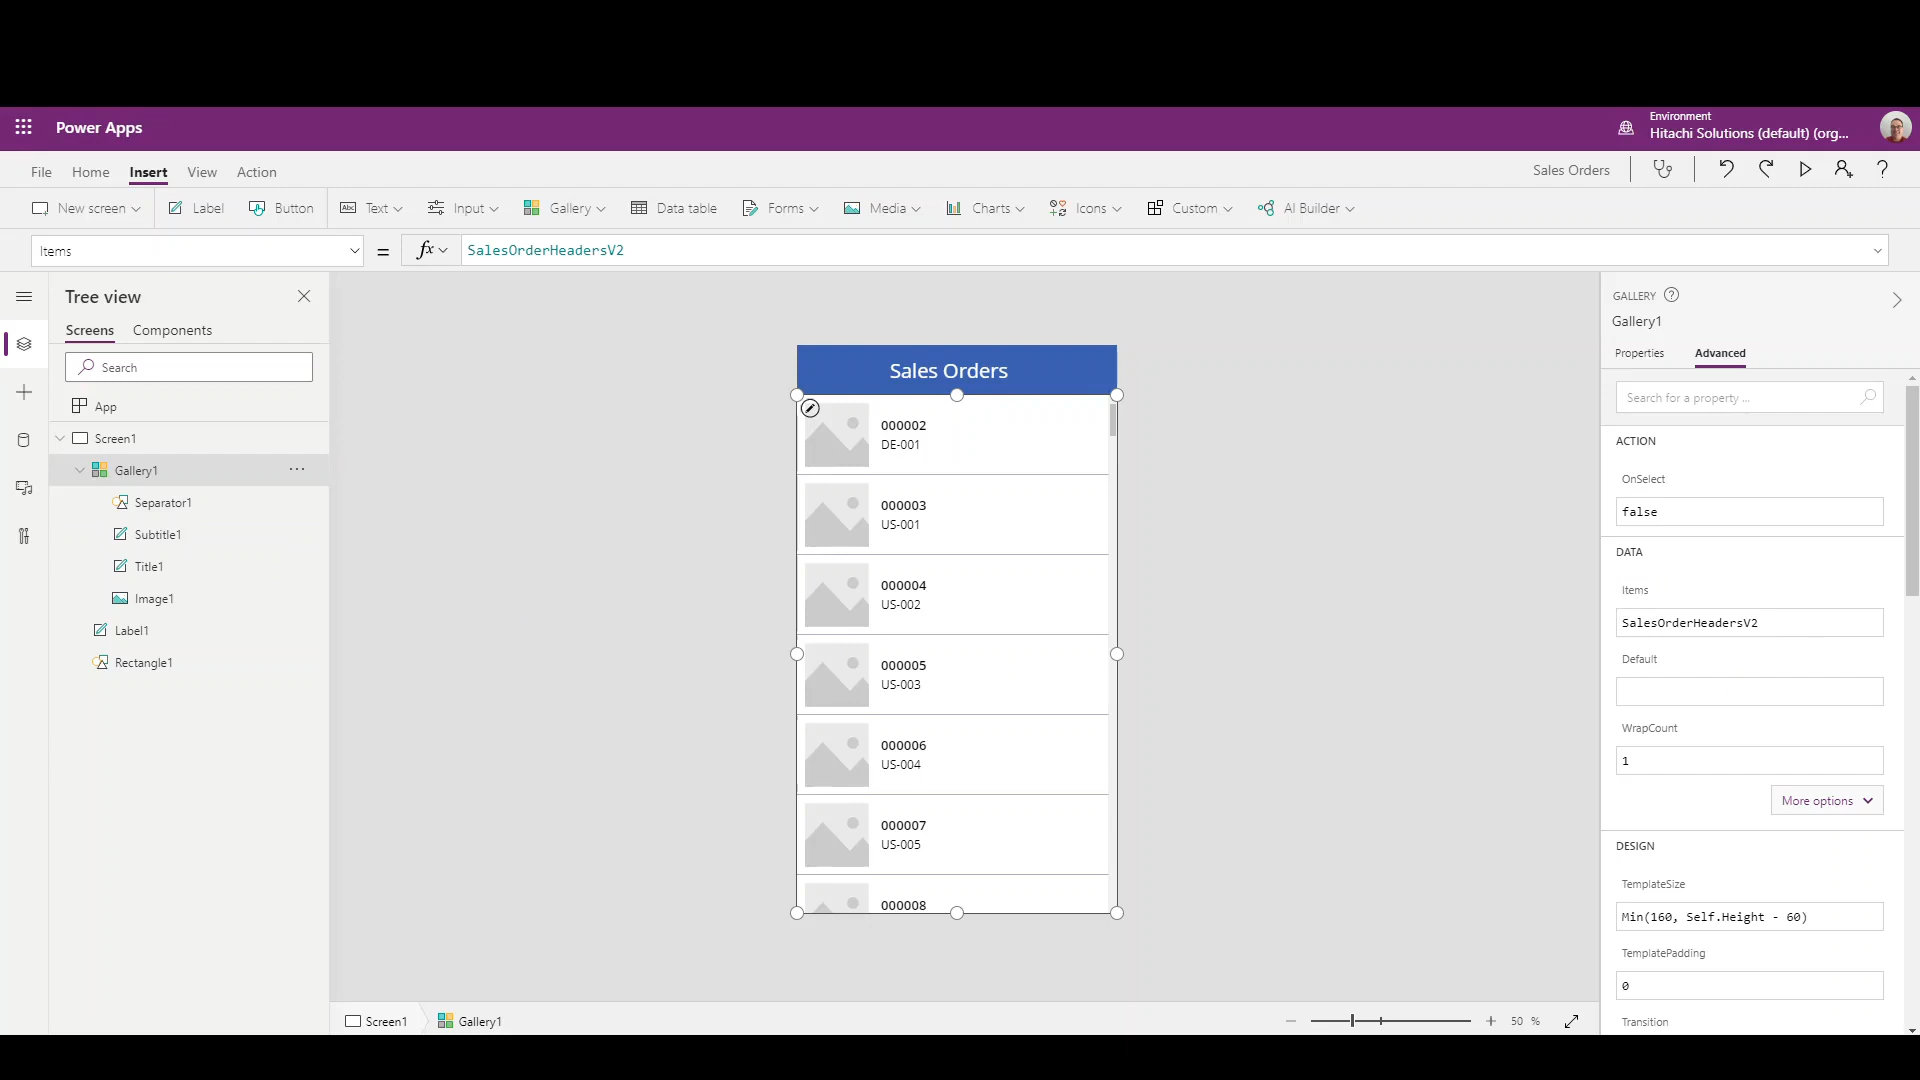 Power Apps
Environment
Hitachi Solutions (default) (org...
File Home Insert View Action
Sales Orders
New screen Label Button Text Input Gallery Data table Forms Media Charts Icons Custom AI Builder
Items = fx SalesOrderHeadersV2
Tree view
Screens Components
Search
App
Screen1
Gallery1 ...
Separator1
Subtitle1
Title1
Image1
Label1
Rectangle1
Sales Orders
000002
DE-001
000003
US-001
000004
US-002
000005
US-003
000006
US-004
000007
US-005
000008
Screen1 Gallery1
50 %
GALLERY
Gallery1
Properties Advanced
Search for a property ...
ACTION
OnSelect
false
DATA
Items
SalesOrderHeadersV2
Default
WrapCount
1
More options
DESIGN
TemplateSize
Min(160, Self.Height - 60)
TemplatePadding
0
Transition